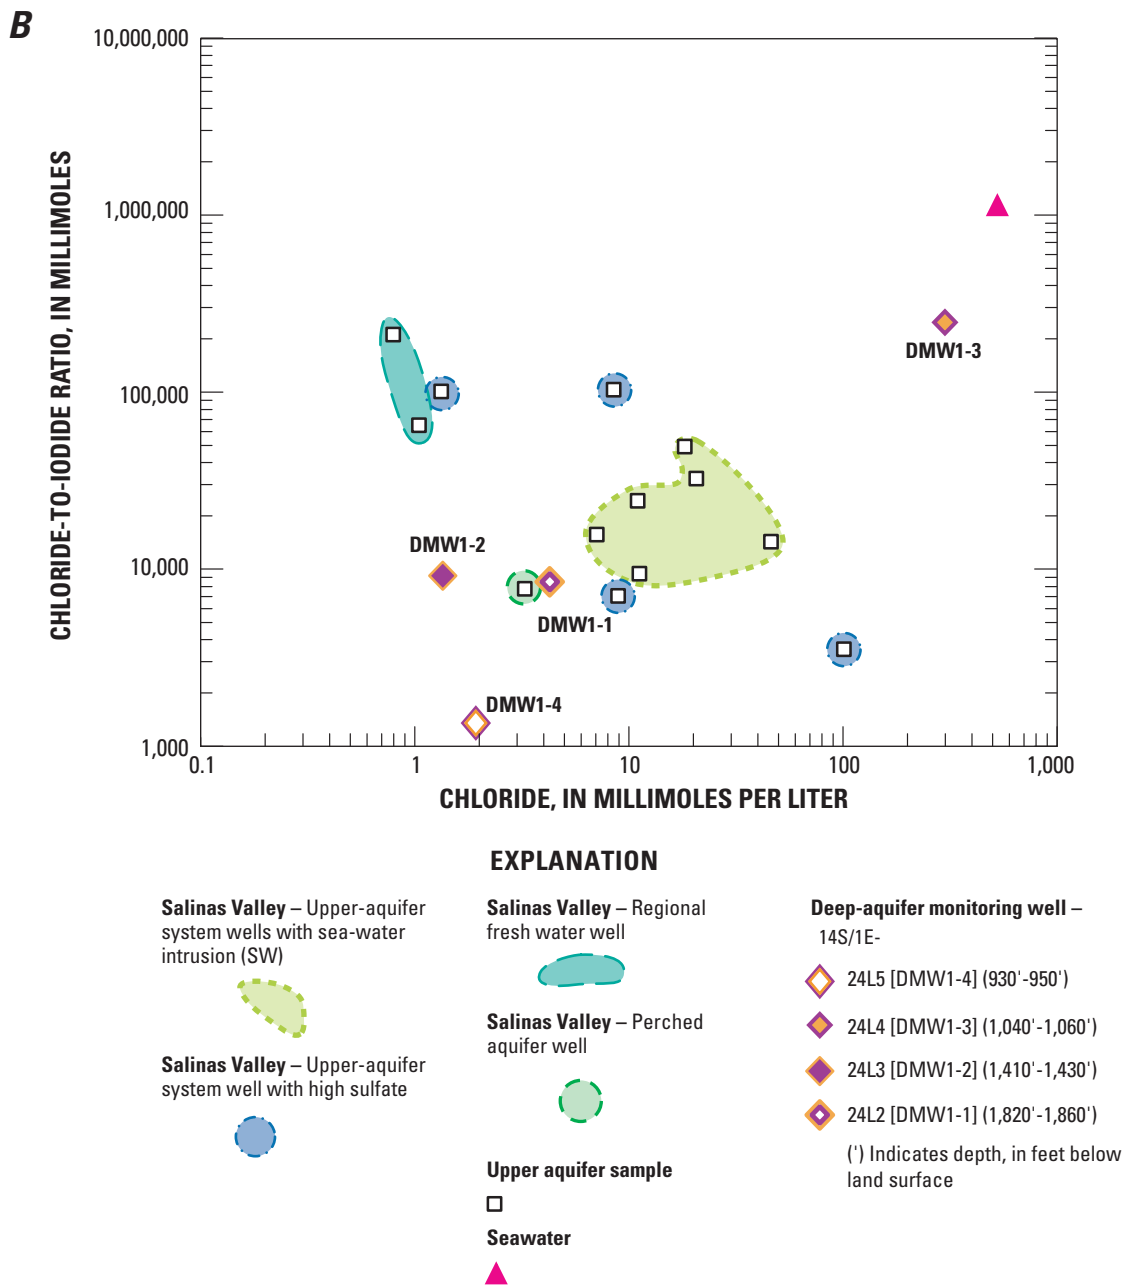 B
10,000,000
1,000,000
100,000
10,000
1,000
CHLORIDE-TO-IODIDE RATIO, IN MILLIMOLES
DMW1-3
DMW1-2
DMW1-1
DMW1-4
0.1
1
10
100
1,000
CHLORIDE, IN MILLIMOLES PER LITER
EXPLANATION
Salinas Valley – Upper-aquifer
system wells with sea-water
intrusion (SW)
Salinas Valley – Upper-aquifer
system well with high sulfate
Salinas Valley – Regional
fresh water well
Salinas Valley – Perched
aquifer well
Upper aquifer sample
Seawater
Deep-aquifer monitoring well –
14S/1E-
24L5 [DMW1-4] (930'-950')
24L4 [DMW1-3] (1,040'-1,060')
24L3 [DMW1-2] (1,410'-1,430')
24L2 [DMW1-1] (1,820'-1,860')
(') Indicates depth, in feet below
land surface